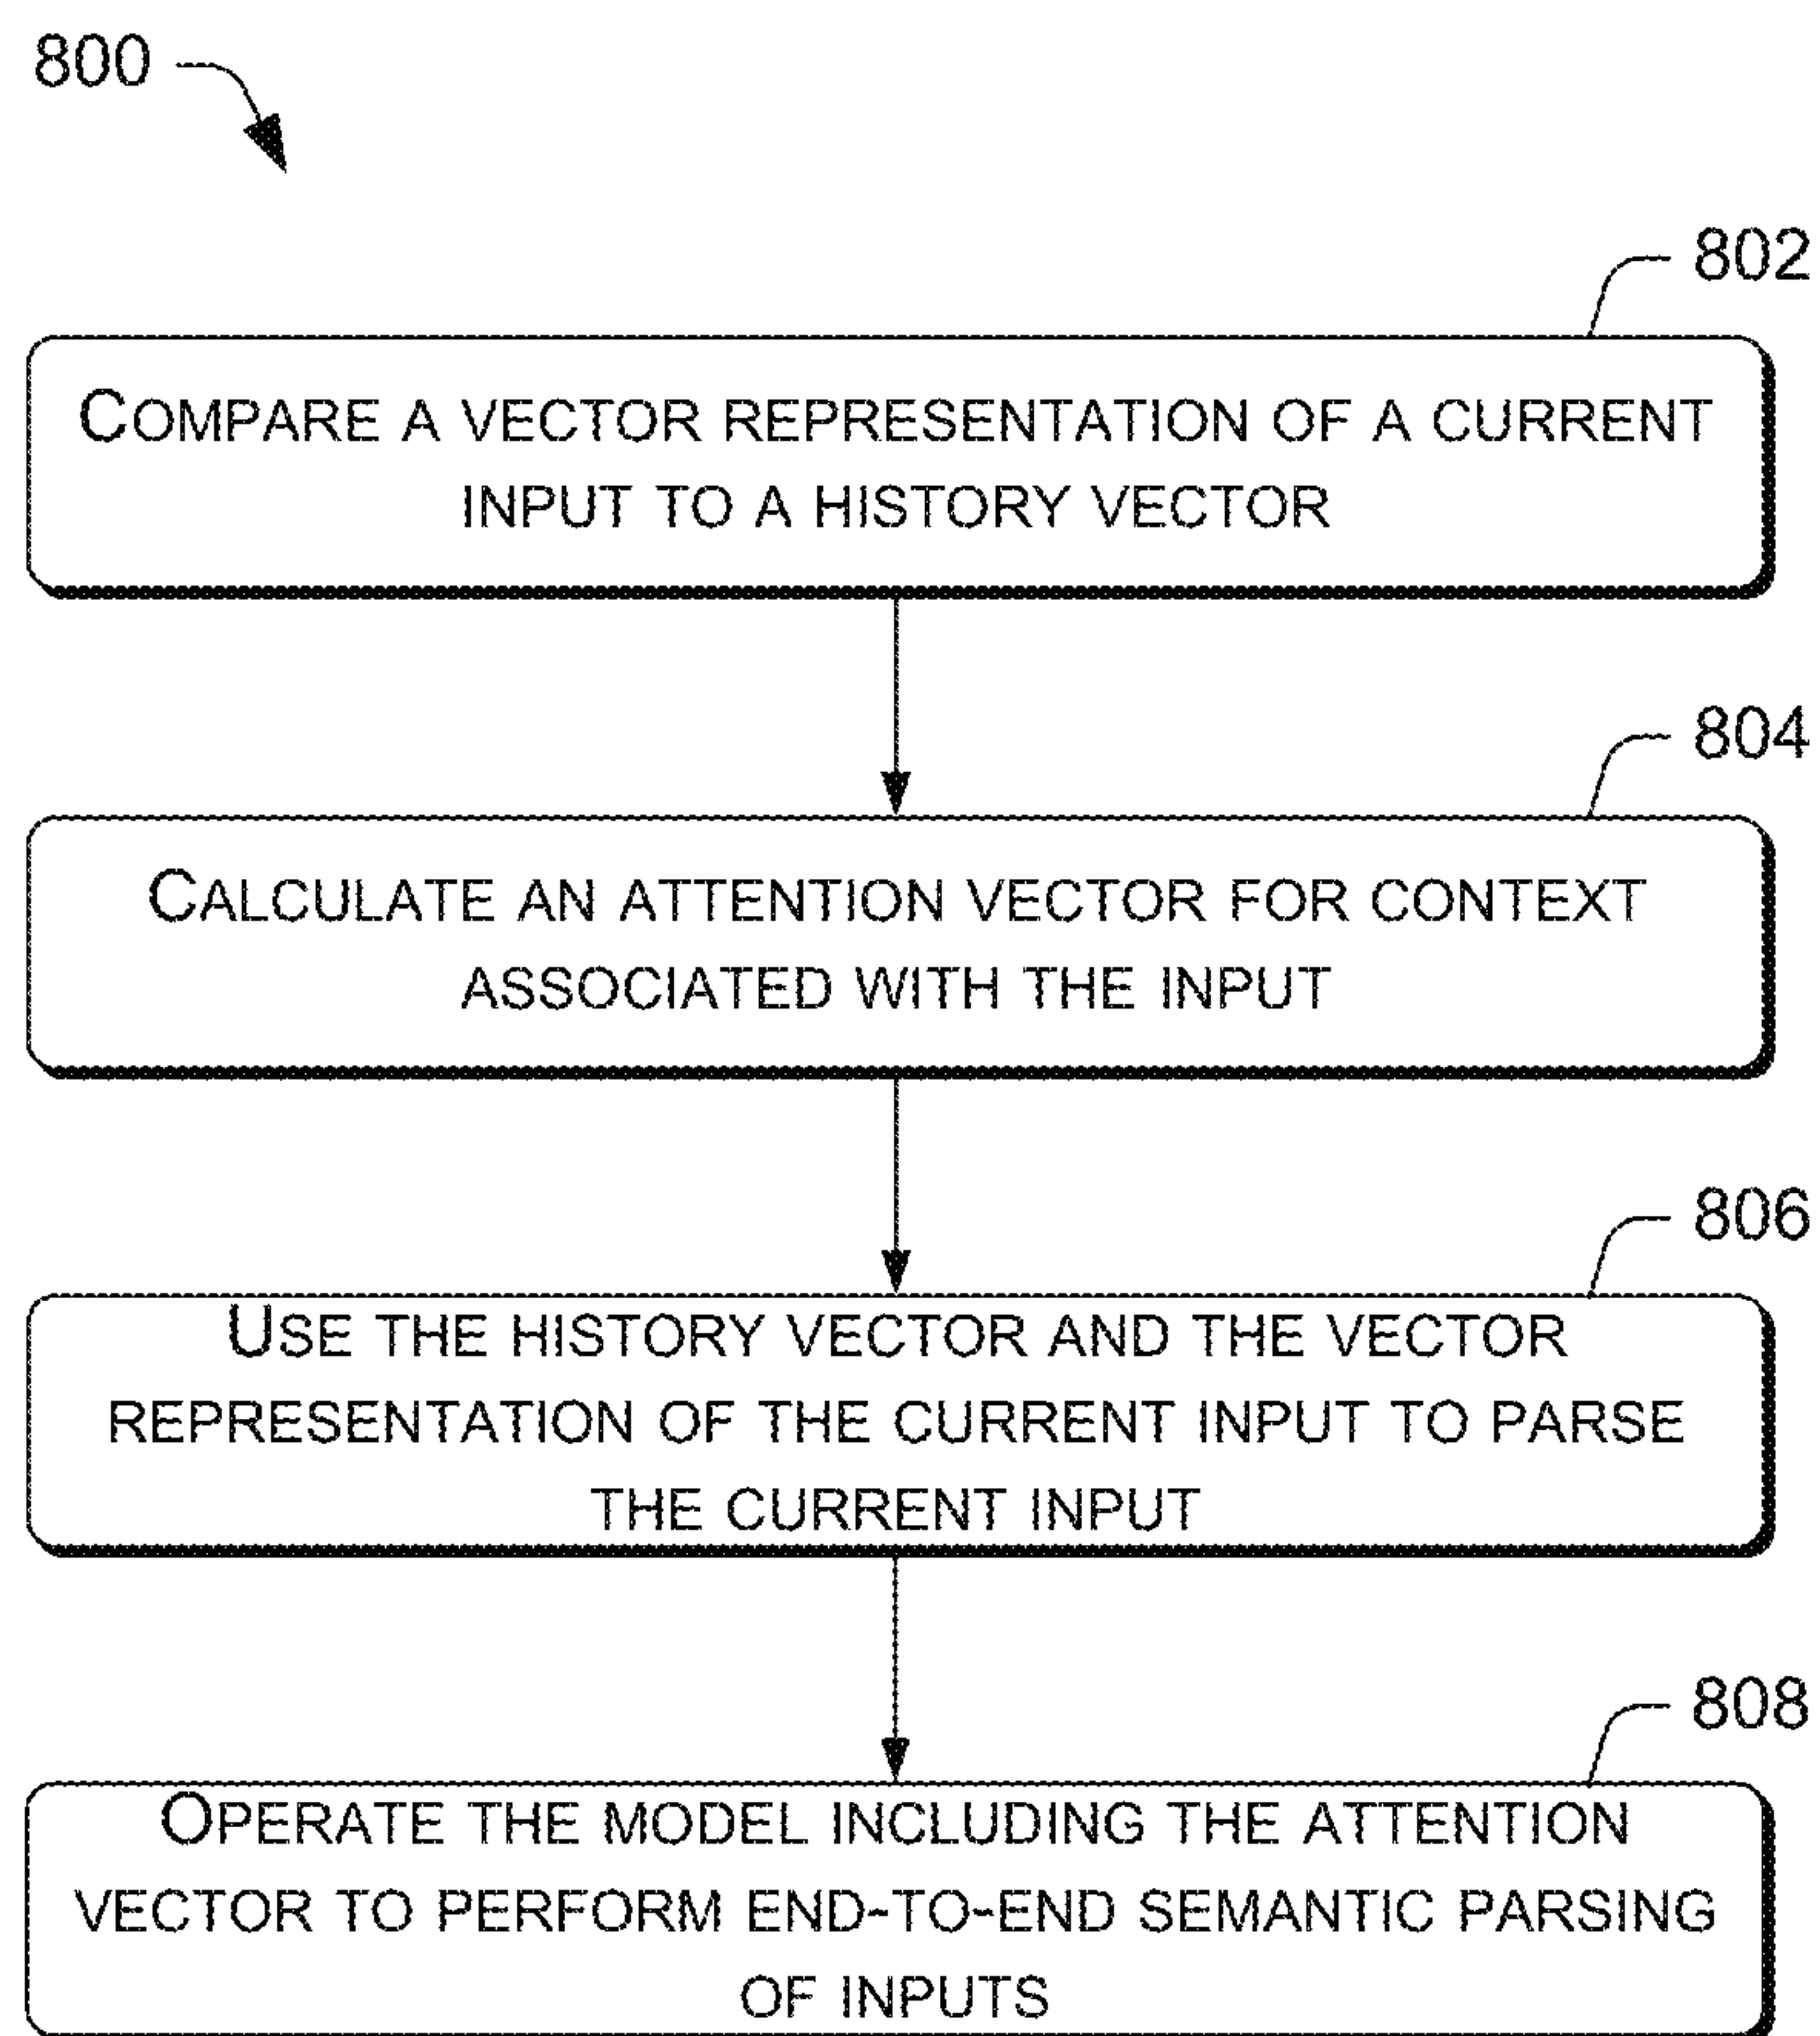 800
802
COMPARE A VECTOR REPRESENTATION OF A CURRENT
INPUT TO A HISTORY VECTOR
804
CALCULATE AN ATTENTION VECTOR FOR CONTEXT
ASSOCIATED WITH THE INPUT
806
USE THE HISTORY VECTOR AND THE VECTOR
REPRESENTATION OF THE CURRENT INPUT TO PARSE
THE CURRENT INPUT
808
OPERATE THE MODEL INCLUDING THE ATTENTION
VECTOR TO PERFORM END-TO-END SEMANTIC PARSING
OF INPUTS